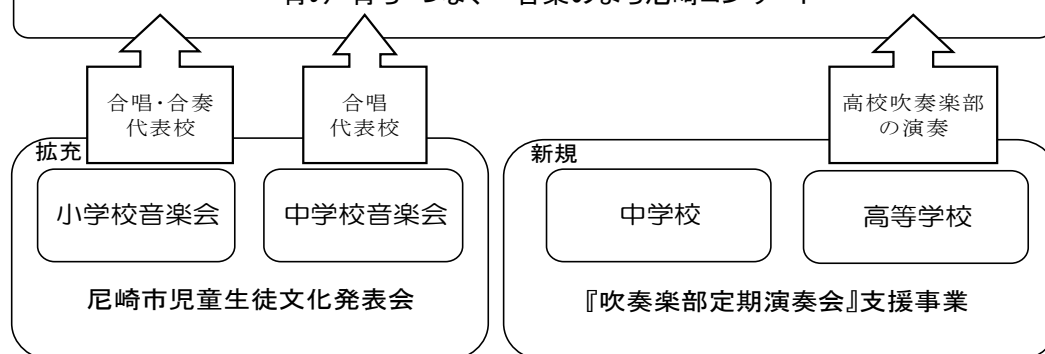 合唱・合奏
代表校
合唱
代表校
高校吹奏楽部
の演奏
拡充
新規
小学校音楽会
中学校音楽会
中学校
高等学校
尼崎市児童生徒文化発表会
『吹奏楽部定期演奏会』支援事業